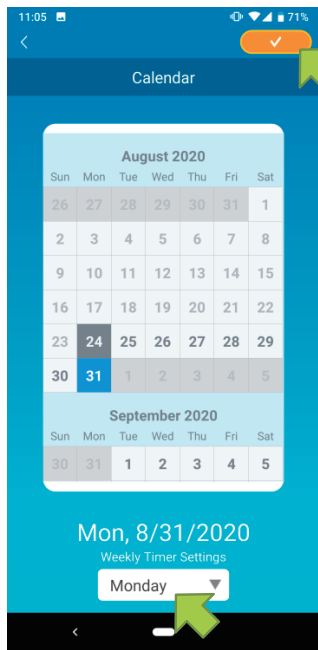 11:05 71%
Calendar
August 2020
Sun Mon Tue Wed Thu Fri Sat
26 27 28 29 30 31 1
2 3 4 5 6 7 8
9 10 11 12 13 14 15
16 17 18 19 20 21 22
23 24 25 26 27 28 29
30 31 1 2 3 4 5
September 2020
Sun Mon Tue Wed Thu Fri Sat
30 31 1 2 3 4 5
Mon, 8/31/2020
Weekly Timer Settings
Monday